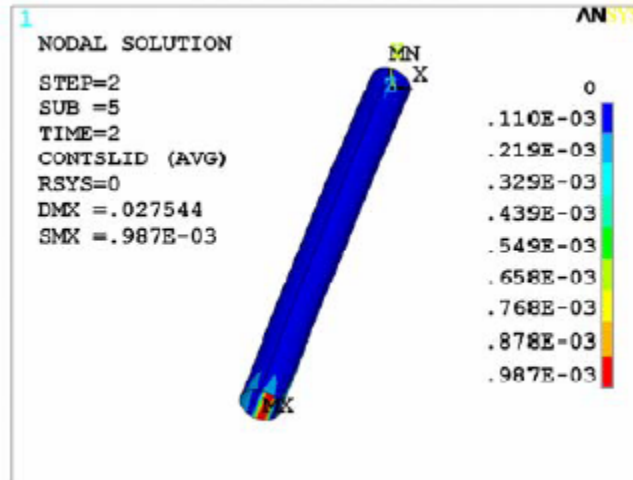 1
ANSYS
NODAL SOLUTION
STEP=2
SUB =5
TIME=2
CONTSLID (AVG)
RSYS=0
DMX =.027544
SMX =.987E-03
MN
X
MX
0
.110E-03
.219E-03
.329E-03
.439E-03
.549E-03
.658E-03
.768E-03
.878E-03
.987E-03